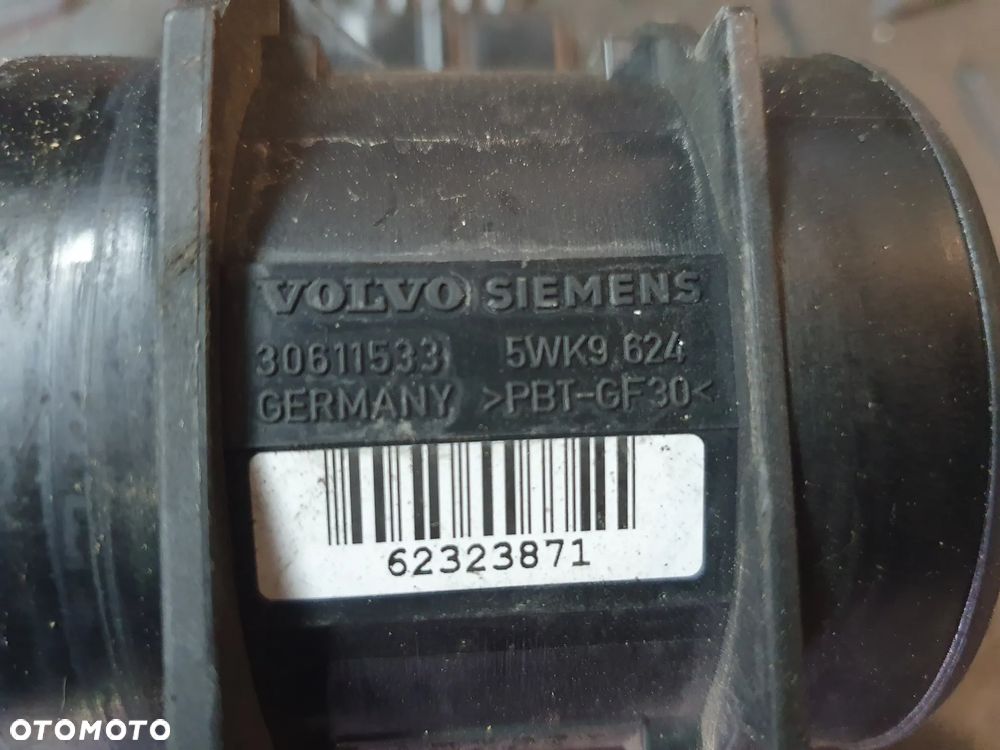 VOLVO SIEMENS
30611533 5WK9 624
GERMANY >PBT-GF30<
62323871
OTOMOTO